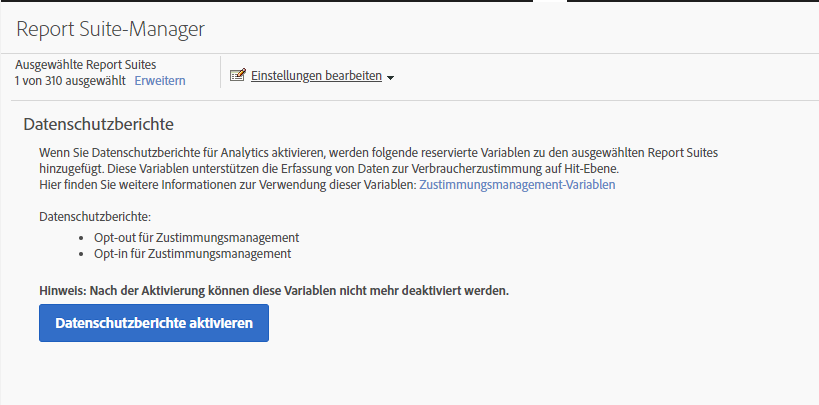 Report Suite-Manager
Ausgewählte Report Suites
1 von 310 ausgewählt Erweitern
Einstellungen bearbeiten
Datenschutzberichte
Wenn Sie Datenschutzberichte für Analytics aktivieren, werden folgende reservierte Variablen zu den ausgewählten Report Suites
hinzugefügt. Diese Variablen unterstützen die Erfassung von Daten zur Verbraucherzustimmung auf Hit-Ebene.
Hier finden Sie weitere Informationen zur Verwendung dieser Variablen: Zustimmungsmanagement-Variablen
Datenschutzberichte:
• Opt-out für Zustimmungsmanagement
• Opt-in für Zustimmungsmanagement
Hinweis: Nach der Aktivierung können diese Variablen nicht mehr deaktiviert werden.
Datenschutzberichte aktivieren